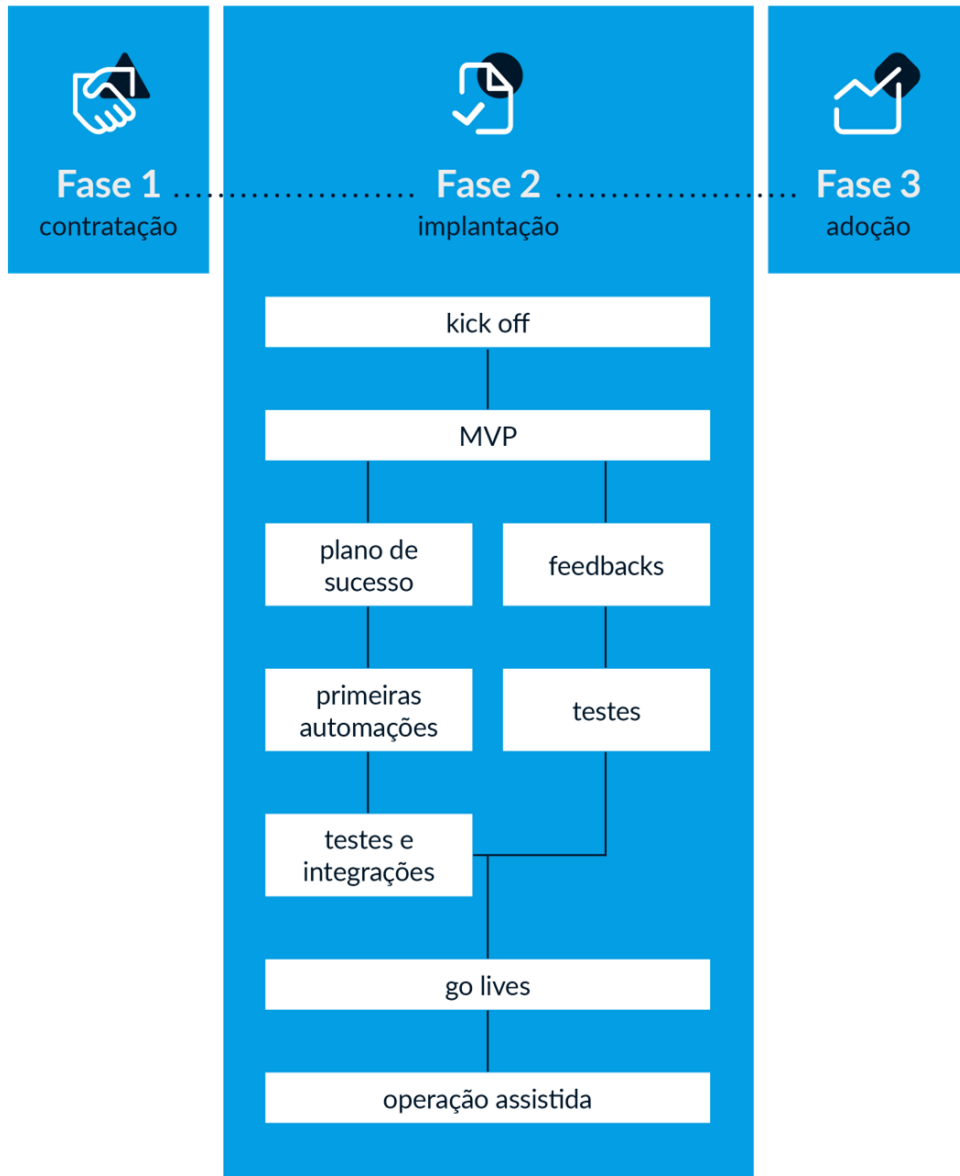 Fase 1
contratação
Fase 2
implantação
Fase 3
adoção
kick off
MVP
plano de
sucesso
feedbacks
primeiras
automações
testes
testes e
integrações
go lives
operação assistida